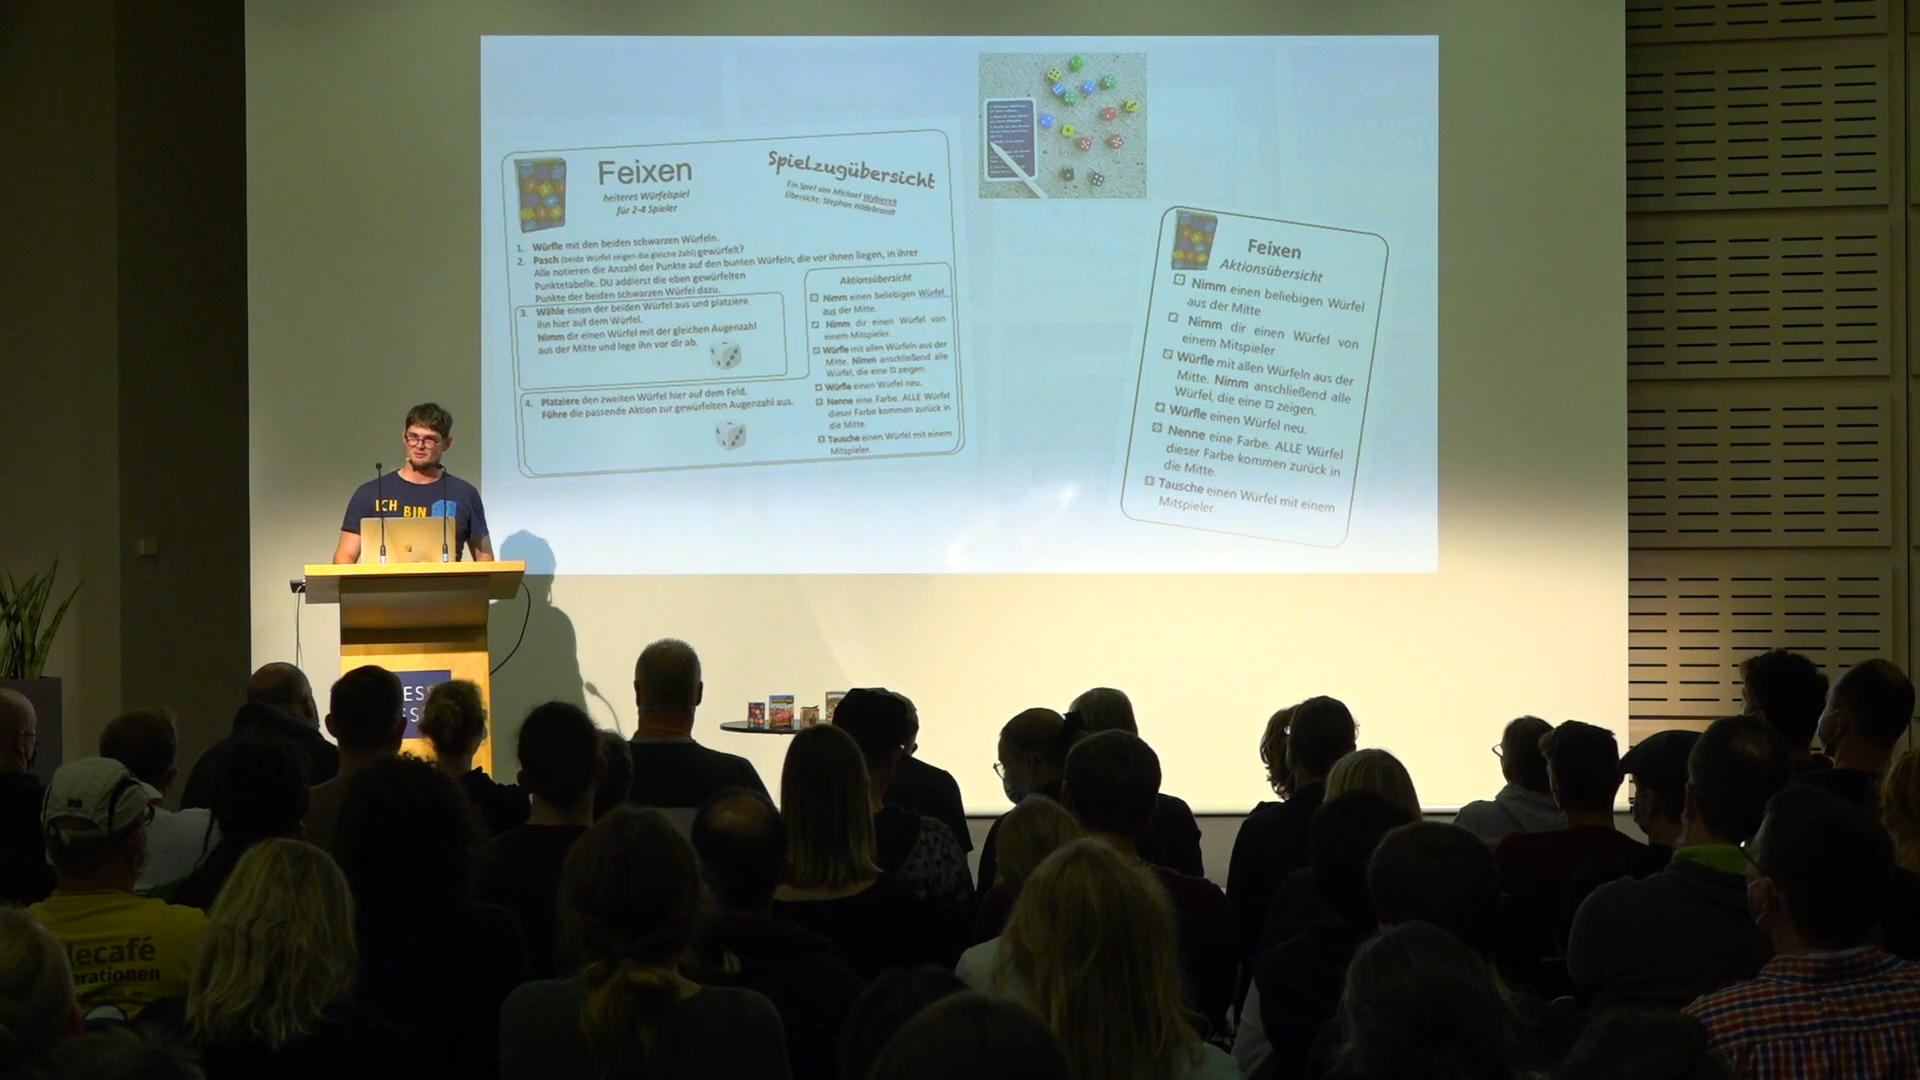 Feixen
heiteres Würfelspiel
für 2-4 Spieler
Spielzugübersicht
Ein Spiel von Michael Wybierek
Übersicht: Stephan Hildebrandt
1. Würfle mit den beiden schwarzen Würfeln.
2. Pasch (beide Würfel zeigen die gleiche Zahl) gewürfelt?
Alle notieren die Anzahl der Punkte auf den bunten Würfeln, die vor ihnen liegen, in ihrer
Punktetabelle. DU addierst die eben gewürfelten
Punkte der beiden schwarzen Würfel dazu.
3. Wähle einen der beiden Würfel aus und platziere
ihn hier auf dem Würfel.
Nimm dir einen Würfel mit der gleichen Augenzahl
aus der Mitte und lege ihn vor dir ab.
4. Platziere den zweiten Würfel hier auf dem Feld.
Führe die passende Aktion zur gewürfelten Augenzahl aus.
Aktionsübersicht
Nimm einen beliebigen Würfel
aus der Mitte.
Nimm dir einen Würfel von
einem Mitspieler.
Würfle mit allen Würfeln aus der
Mitte. Nimm anschließend alle
Würfel, die eine ⚁ zeigen.
Würfle einen Würfel neu.
Nenne eine Farbe. ALLE Würfel
dieser Farbe kommen zurück in
die Mitte.
Tausche einen Würfel mit einem
Mitspieler.
Feixen
Aktionsübersicht
Nimm einen beliebigen Würfel
aus der Mitte
Nimm dir einen Würfel von
einem Mitspieler
Würfle mit allen Würfeln aus der
Mitte. Nimm anschließend alle
Würfel, die eine ⚁ zeigen.
Würfle einen Würfel neu.
Nenne eine Farbe. ALLE Würfel
dieser Farbe kommen zurück in
die Mitte.
Tausche einen Würfel mit einem
Mitspieler.
ICH BIN
ESS
ES
lecafé
erationen